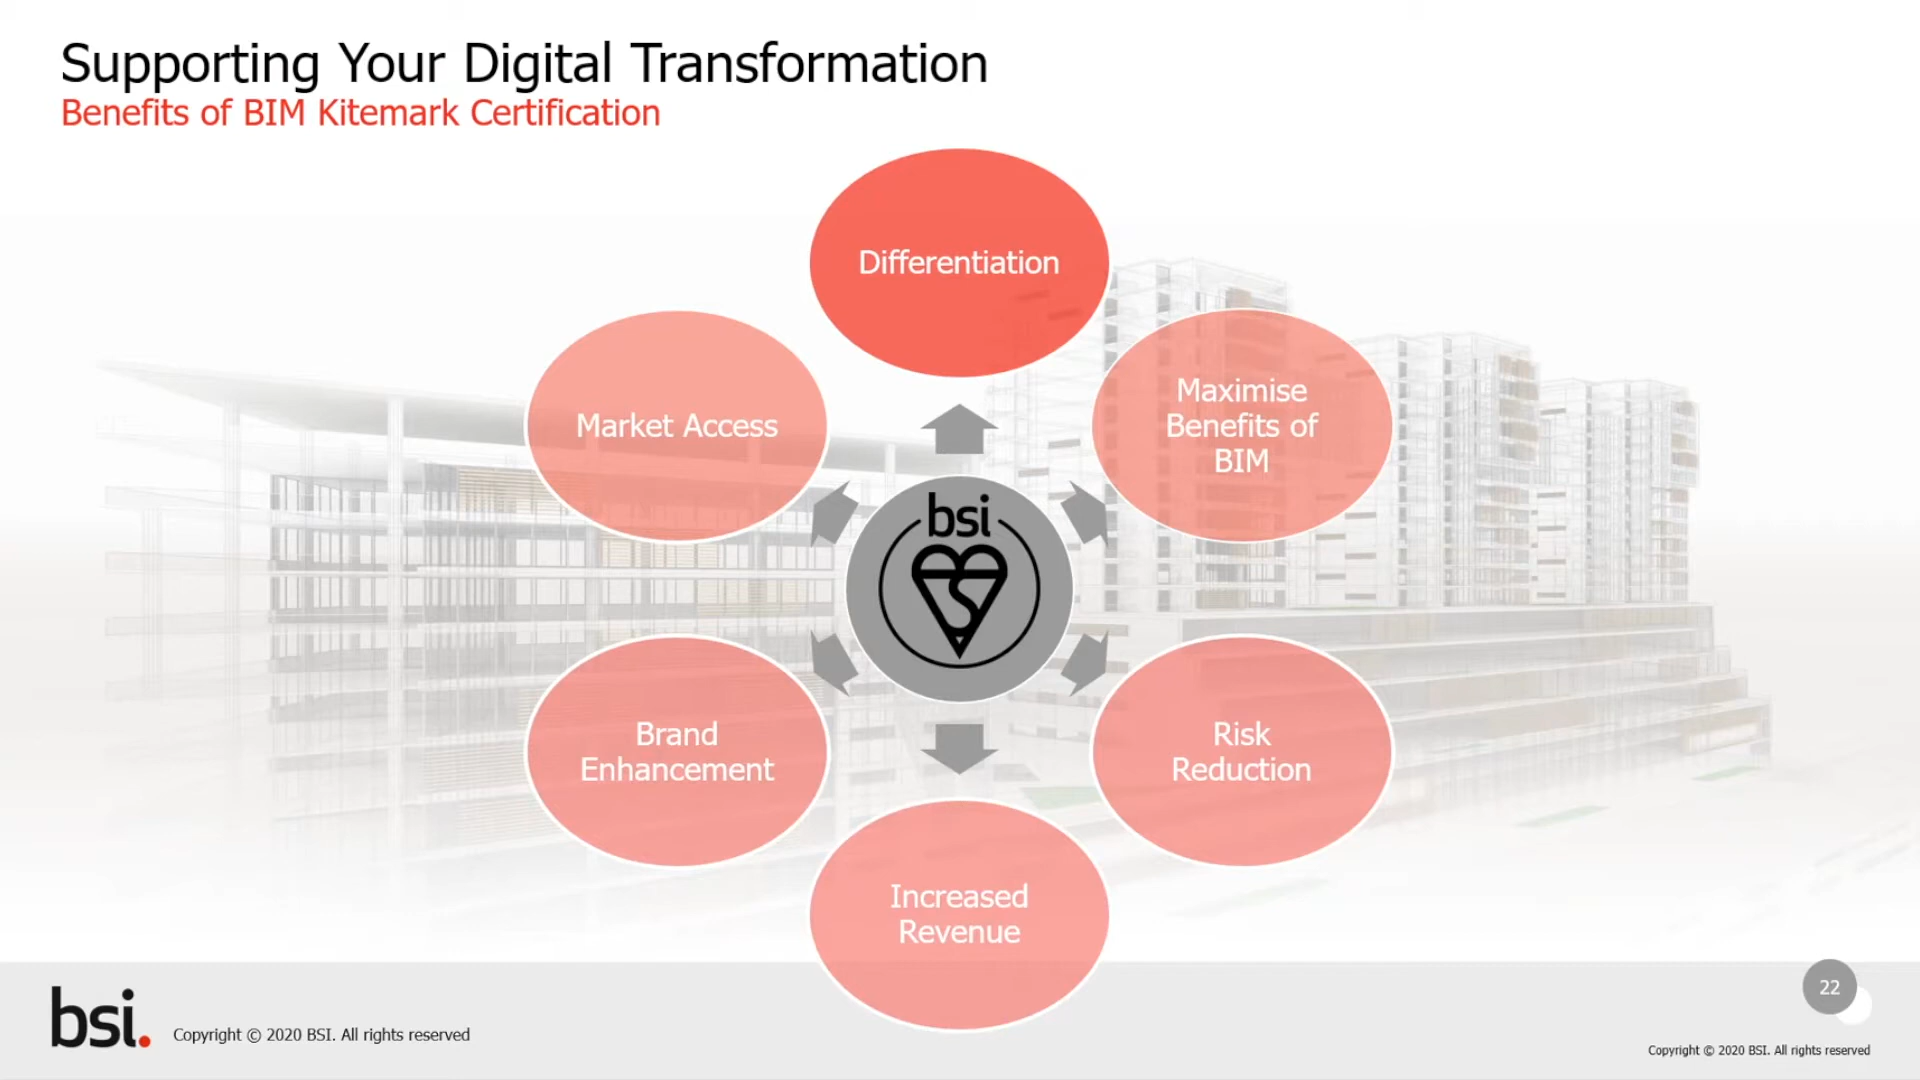 Supporting Your Digital Transformation
Benefits of BIM Kitemark Certification
Differentiation
Maximise
Benefits of
BIM
Market Access
bsi
Brand
Enhancement
Risk
Reduction
Increased
Revenue
bsi.
Copyright © 2020 BSI. All rights reserved
22
Copyright © 2020 BSI. All rights reserved